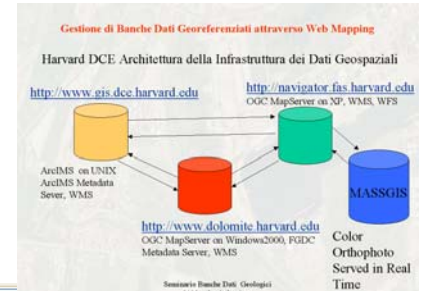 Gestione di Banche Dati Georeferenziati attraverso Web Mapping
Harvard DCE Architettura della Infrastruttura dei Dati Geospaziali
http://www.gis.dce.harvard.edu
http://navigator.fas.harvard.edu
OGC MapServer on XP, WMS, WFS
ArcIMS on UNIX
ArcIMS Metadata
Sever, WMS
MASSGIS
http://www.dolomite.harvard.edu
OGC MapServer on Windows2000, FGDC
Metadata Server, WMS
Color
Orthophoto
Served in Real
Time
Seminario Banche Dati Geologici